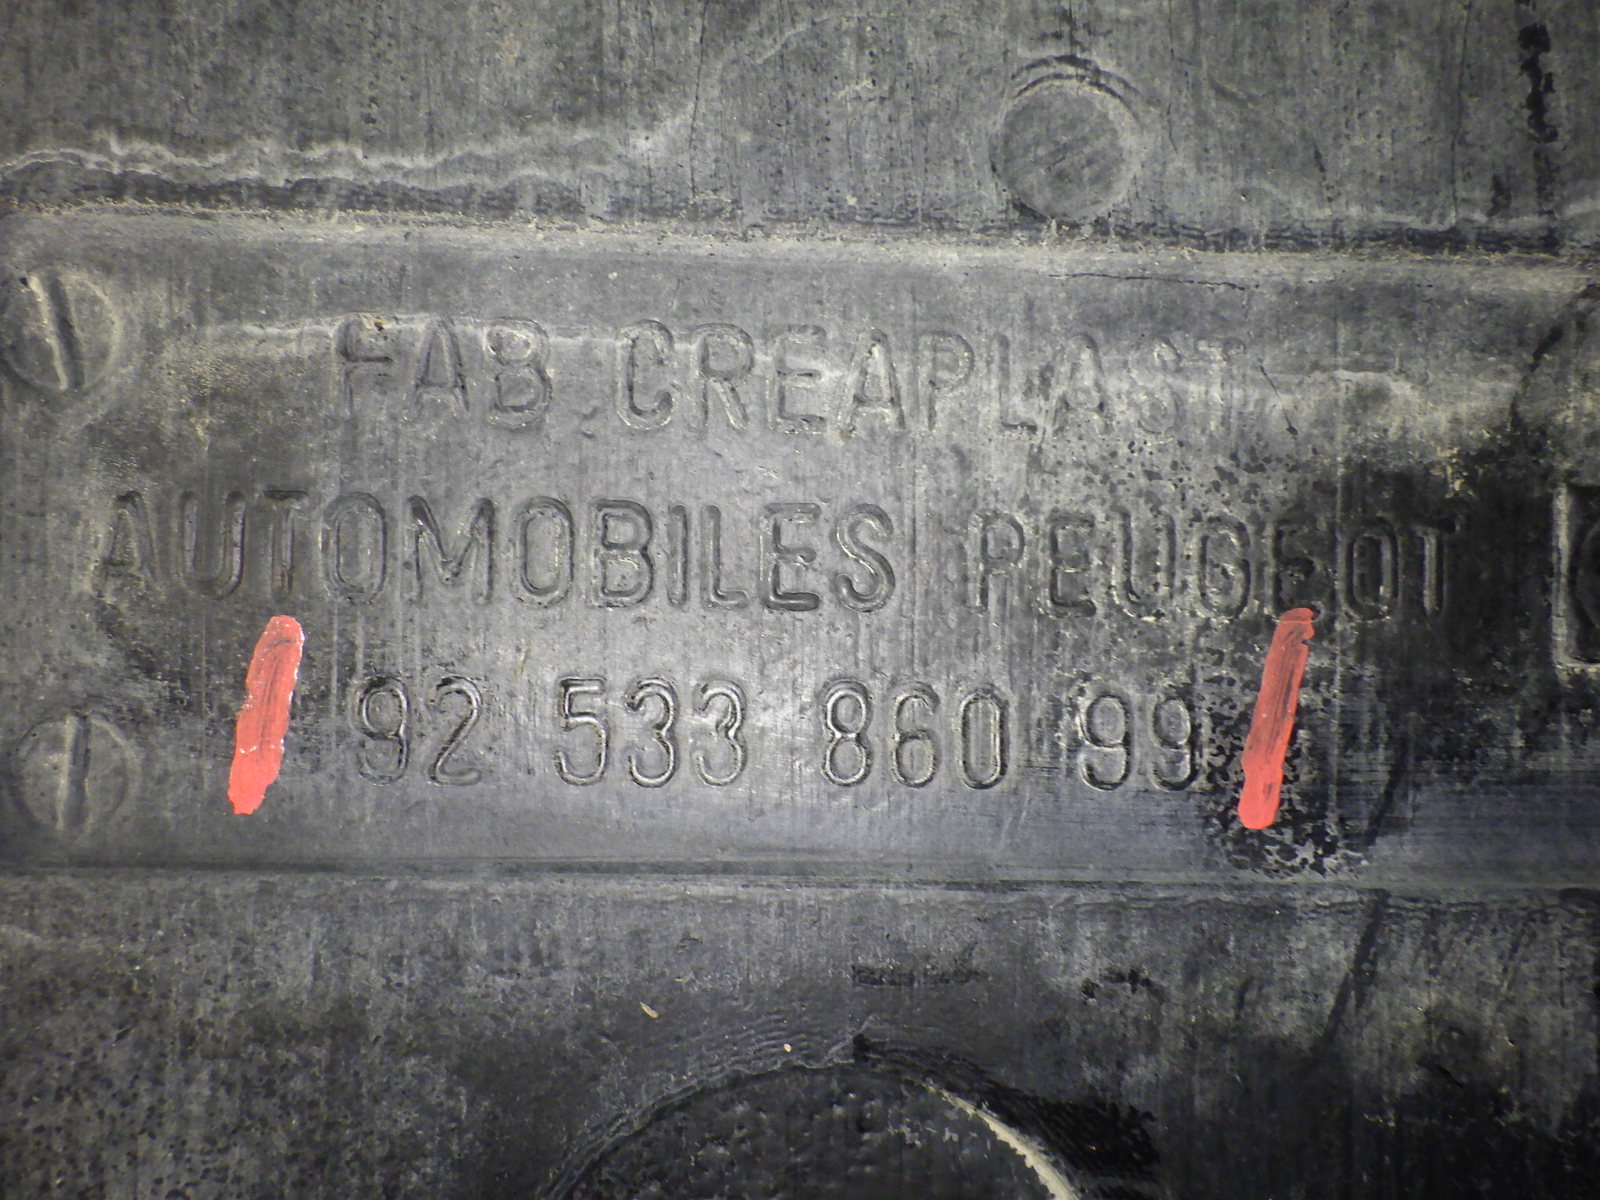 FAB. CREAPLAST
AUTOMOBILES PEUGEOT
92 533 860 99